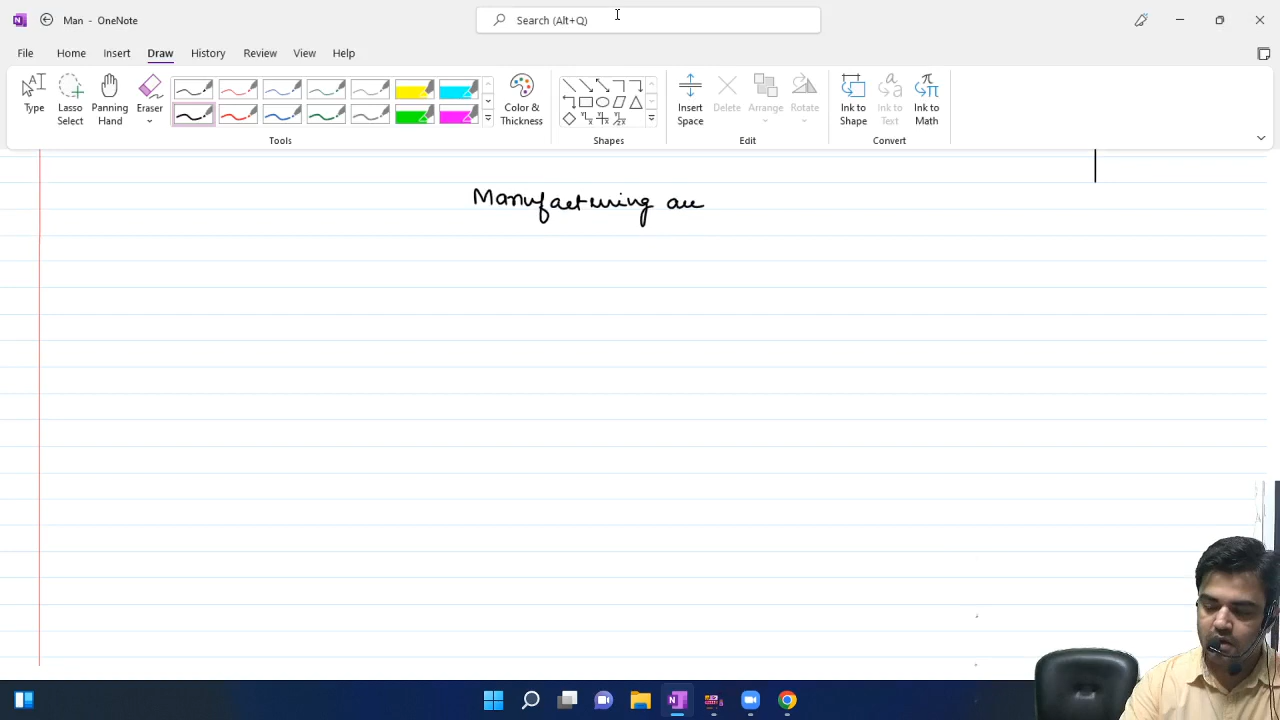 Man - OneNote
Search (Alt+Q)
File Home Insert Draw History Review View Help
Type
Lasso Select
Panning Hand
Eraser
Color & Thickness
Insert Space
Delete
Arrange
Rotate
Ink to Shape
Ink to Text
Ink to Math
Tools
Shapes
Edit
Convert
Manufacturing acc